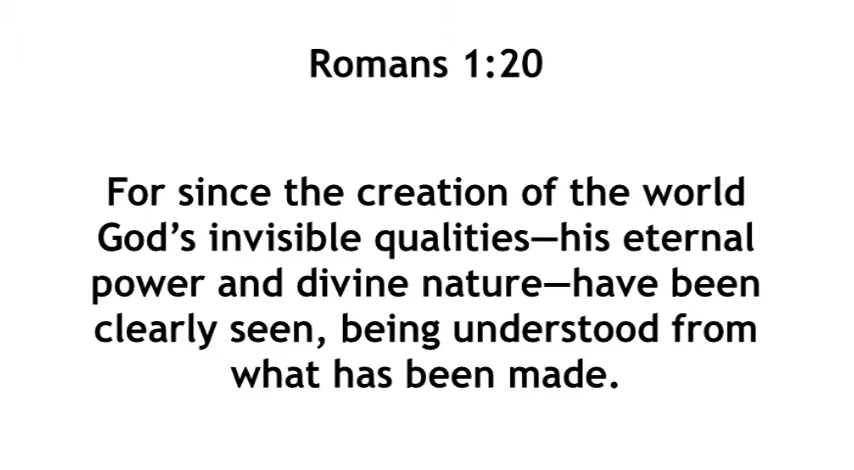 Romans 1:20
For since the creation of the world
God’s invisible qualities—his eternal
power and divine nature—have been
clearly seen, being understood from
what has been made.